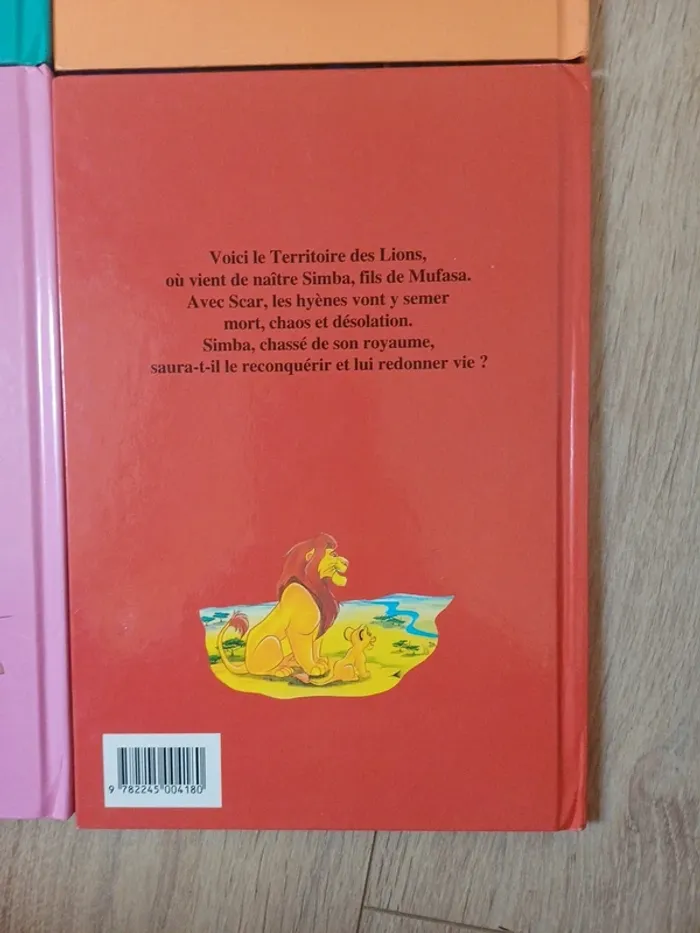 Voici le Territoire des Lions,
où vient de naître Simba, fils de Mufasa.
Avec Scar, les hyènes vont y semer
mort, chaos et désolation.
Simba, chassé de son royaume,
saura-t-il le reconquérir et lui redonner vie ?
9 782245 004180